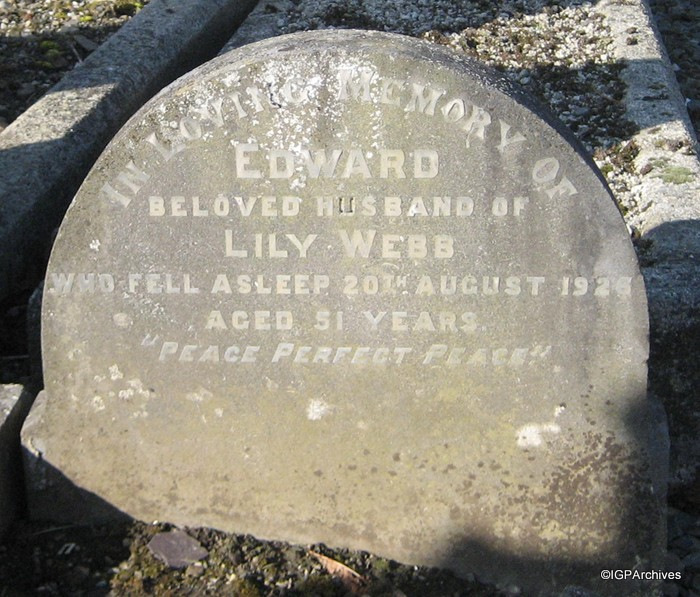 In Loving Memory of
Edward
beloved husband of
Lily Webb
who fell asleep 20th August
aged 51 years.
"Peace Perfect Peace"
©IGPArchives